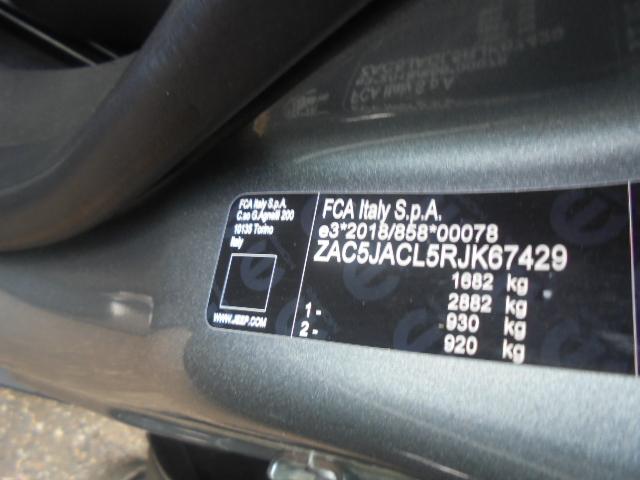 FCA Italy S.p.A.
C.so G.Agnelli 200
10135 Torino
Italy
WWW.JEEP.COM
FCA Italy S.p.A.
e3*2018/858*00078
ZAC5JACL5RJK67429
1682 kg
2882 kg
1 - 930 kg
2 - 920 kg